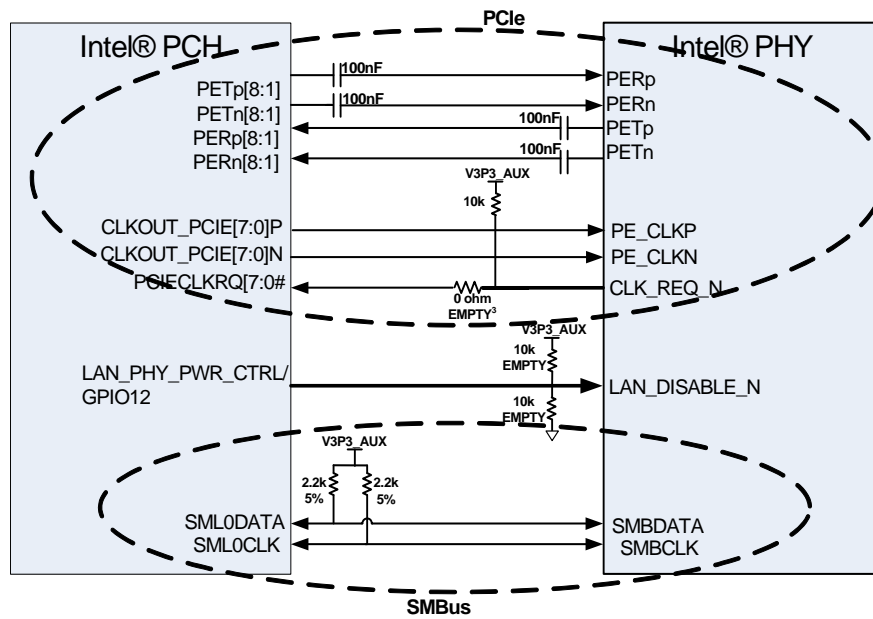 PCIe
Intel® PCH
Intel® PHY
100nF
PETp[8:1]
PERp
100nF
PETn[8:1]
PERn
100nF
PERp[8:1]
PETp
100nF
PERn[8:1]
PETn
V3P3_AUX
10k
CLKOUT_PCIE[7:0]P
PE_CLKP
CLKOUT_PCIE[7:0]N
PE_CLKN
PCIECLKRQ[7:0#
CLK_REQ_N
0 ohm
EMPTY³
V3P3_AUX
10k
EMPTY
LAN_PHY_PWR_CTRL/
GPIO12
LAN_DISABLE_N
10k
EMPTY
V3P3_AUX
2.2k
5%
2.2k
5%
SML0DATA
SMBDATA
SML0CLK
SMBCLK
SMBus